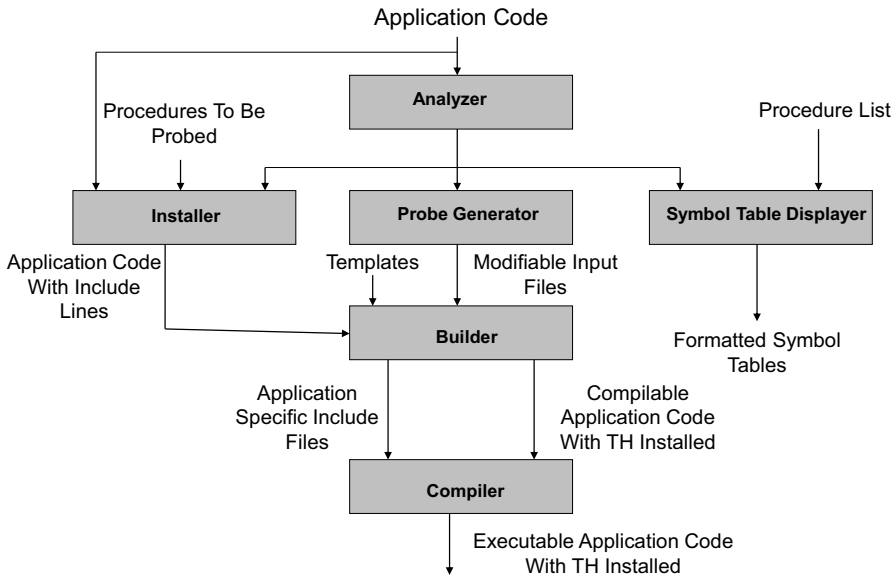 Application Code
Analyzer
Procedures To Be
Probed
Procedure List
Installer
Probe Generator
Symbol Table Displayer
Application Code
With Include
Lines
Templates
Modifiable Input
Files
Builder
Formatted Symbol
Tables
Application
Specific Include
Files
Compilable
Application Code
With TH Installed
Compiler
Executable Application Code
With TH Installed